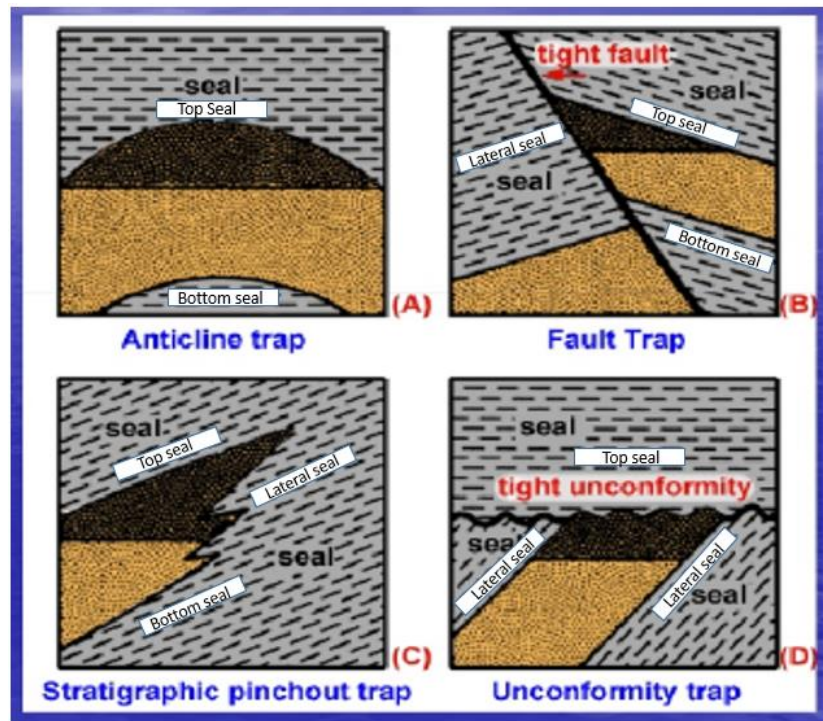 seal
Top Seal
Bottom seal
(A)
Anticline trap
tight fault
seal
Top seal
Lateral seal
seal
Bottom seal
(B)
Fault Trap
seal
Top seal
Lateral seal
seal
Bottom seal
(C)
Stratigraphic pinchout trap
seal
Top seal
tight unconformity
seal
Lateral seal
Lateral seal
seal
(D)
Unconformity trap